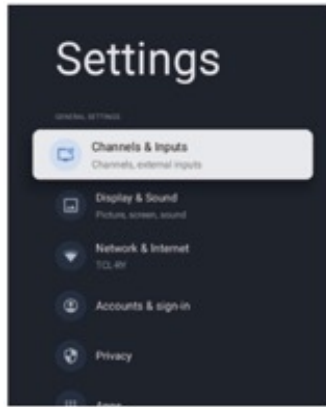 Settings
GENERAL SETTINGS
Channels & Inputs
Channels, external inputs
Display & Sound
Picture, screen, sound
Network & Internet
TCL-RY
Accounts & sign-in
Privacy
Apps